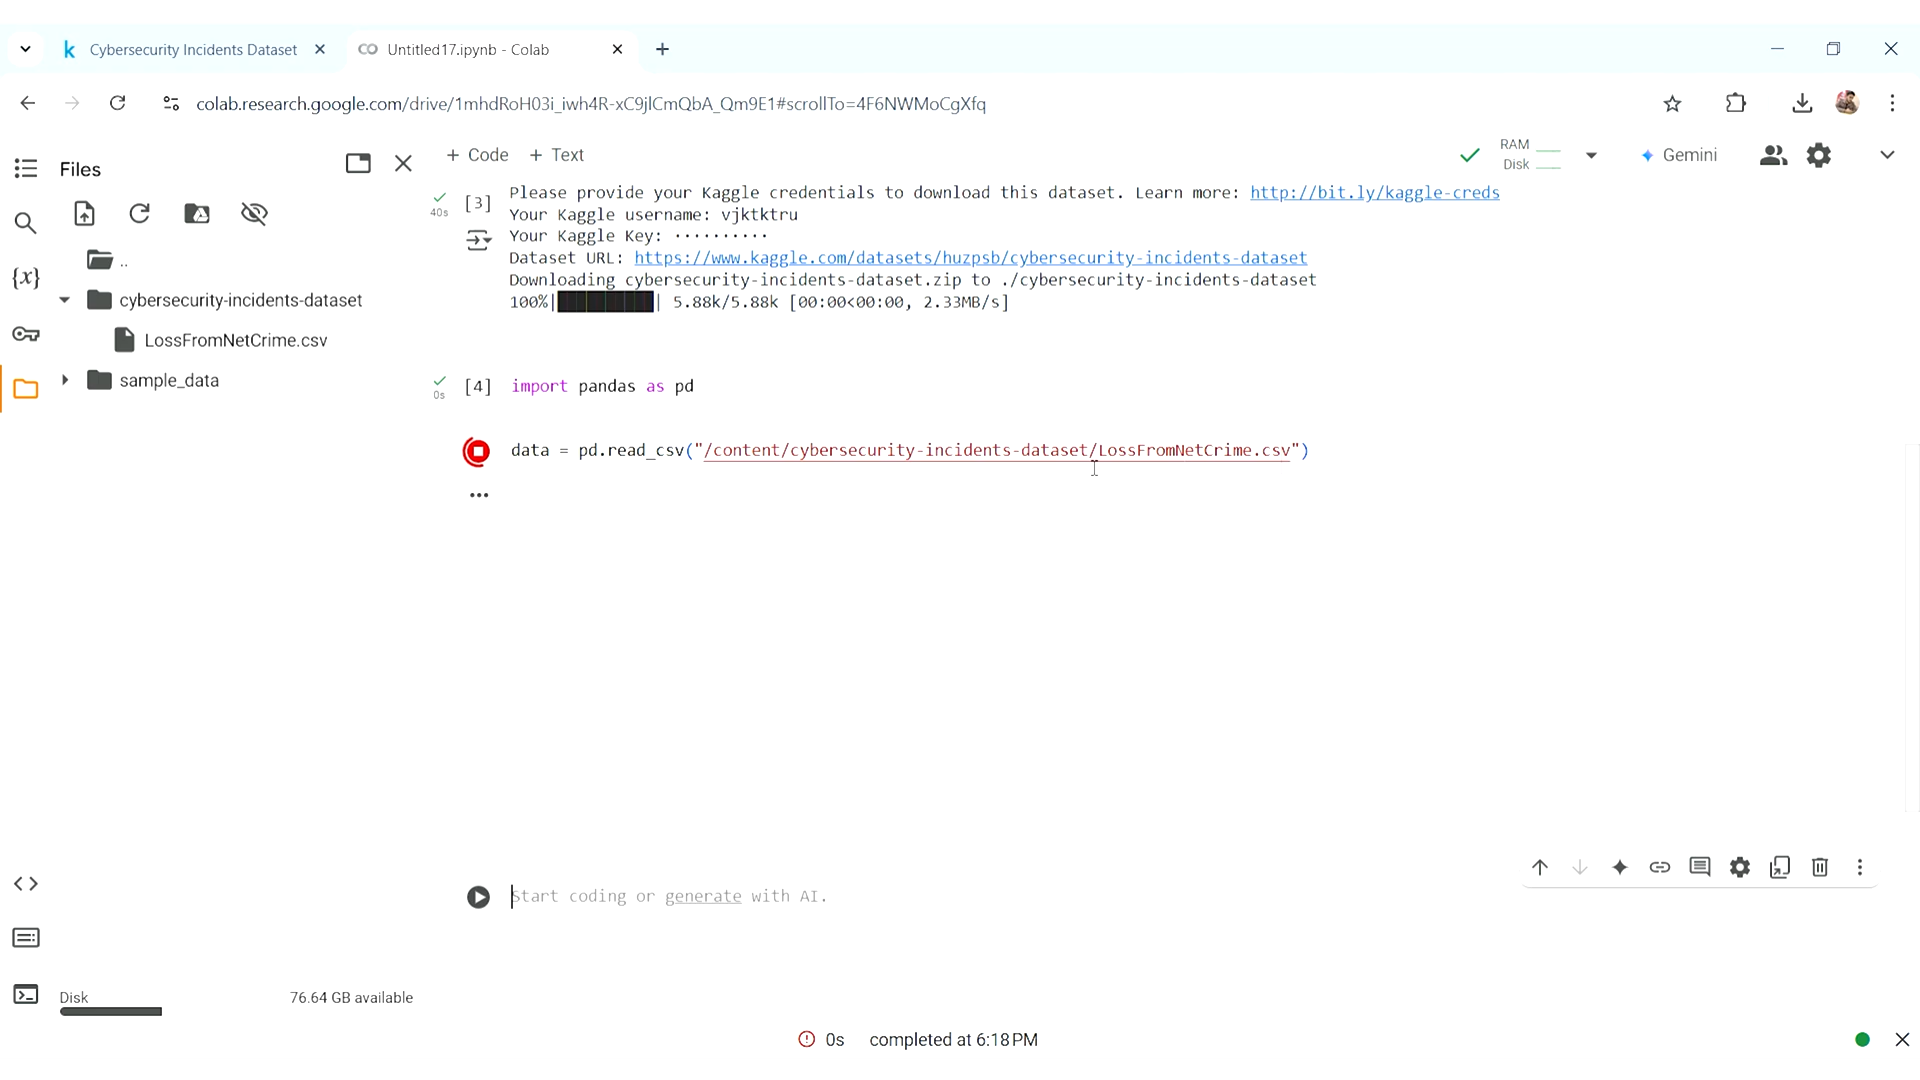 Cybersecurity Incidents Dataset
Untitled17.ipynb - Colab
colab.research.google.com/drive/1mhdRoH03i_iwh4R-xC9jlCmQbA_Qm9E1#scrollTo=4F6NWMoCgXfq
Files
+ Code + Text
RAM
Disk
Gemini
..
cybersecurity-incidents-dataset
LossFromNetCrime.csv
sample_data
40s
[3]
Please provide your Kaggle credentials to download this dataset. Learn more: http://bit.ly/kaggle-creds
Your Kaggle username: vjktktru
Your Kaggle Key: ··········
Dataset URL: https://www.kaggle.com/datasets/huzpsb/cybersecurity-incidents-dataset
Downloading cybersecurity-incidents-dataset.zip to ./cybersecurity-incidents-dataset
100%|██████████| 5.88k/5.88k [00:00<00:00, 2.33MB/s]
0s
[4] import pandas as pd
data = pd.read_csv("/content/cybersecurity-incidents-dataset/LossFromNetCrime.csv")
Start coding or generate with AI.
Disk 76.64 GB available
0s completed at 6:18 PM